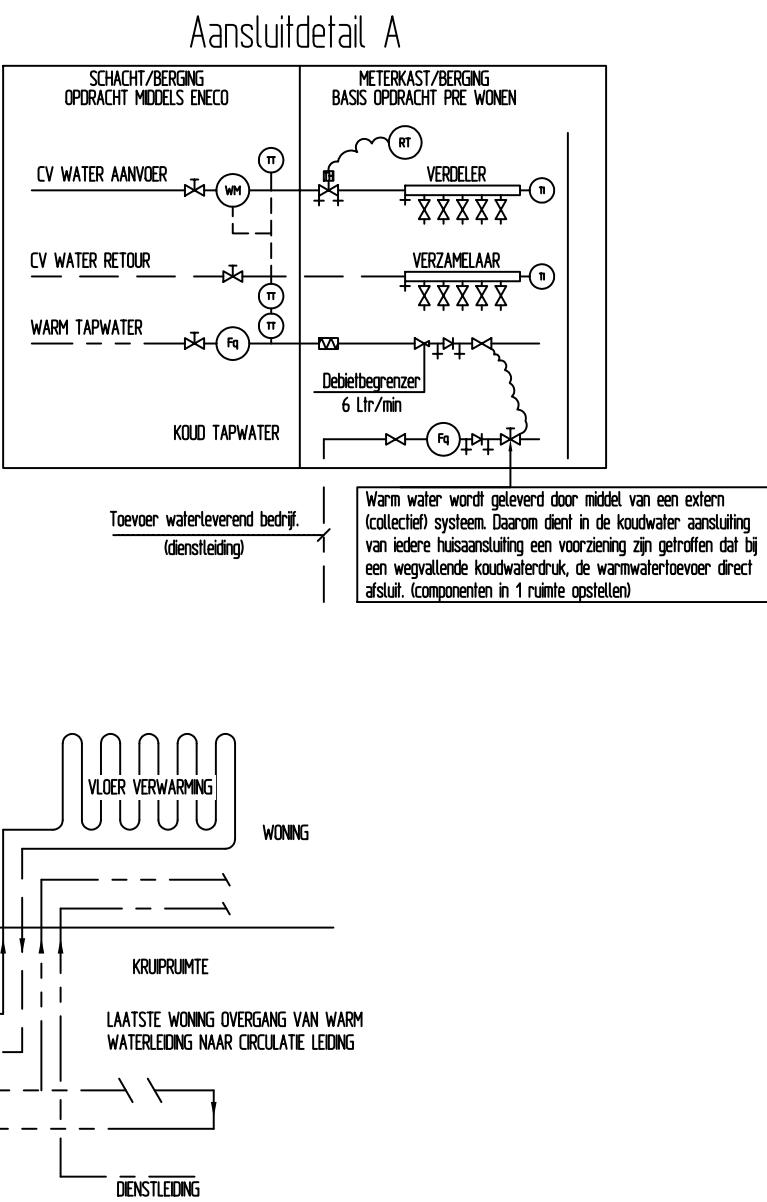 Aansluitdetail A
SCHACHT/BERGING
OPDRACHT MIDDELS ENECO
METERKAST/BERGING
BASIS OPDRACHT PRE WONEN
RT
TT
CV WATER AANVOER
VERDELER
WM
TI
CV WATER RETOUR
VERZAMELAAR
TI
TT
WARM TAPWATER
TT
Fq
Debietbegrenzer
6 Ltr/min
KOUD TAPWATER
Fq
Toevoer waterleverend bedrijf.
(dienstleiding)
Warm water wordt geleverd door middel van een extern
(collectief) systeem. Daarom dient in de koudwater aansluiting
van iedere huisaansluiting een voorziening zijn getroffen dat bij
een wegvallende koudwaterdruk, de warmwatertoevoer direct
afsluit. (componenten in 1 ruimte opstellen)
VLOER VERWARMING
WONING
KRUIPRUIMTE
LAATSTE WONING OVERGANG VAN WARM
WATERLEIDING NAAR CIRCULATIE LEIDING
DIENSTLEIDING